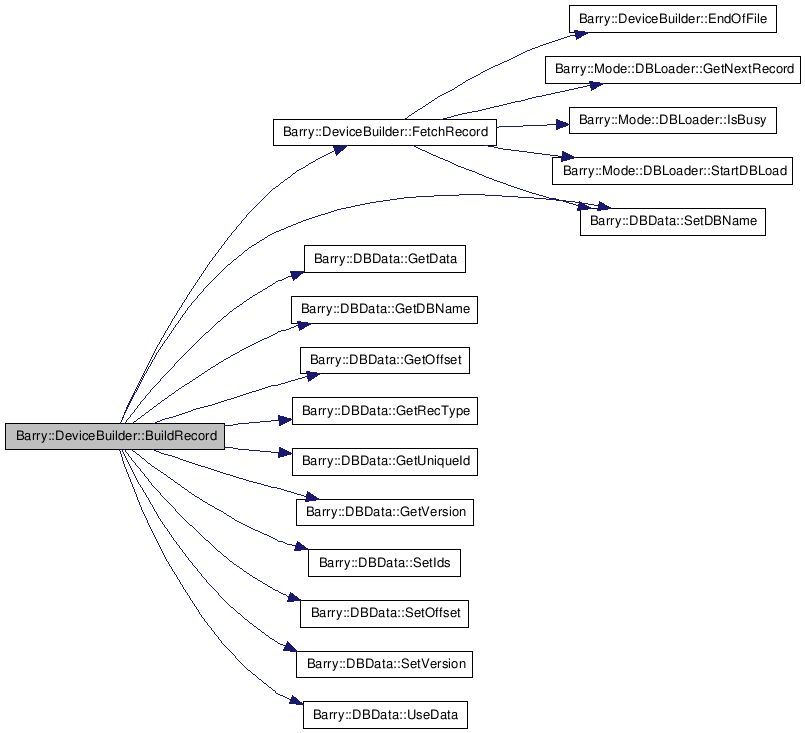 Barry::DeviceBuilder::EndOfFile
Barry::Mode::DBLoader::GetNextRecord
Barry::Mode::DBLoader::IsBusy
Barry::DeviceBuilder::FetchRecord
Barry::Mode::DBLoader::StartDBLoad
Barry::DBData::SetDBName
Barry::DBData::GetData
Barry::DBData::GetDBName
Barry::DBData::GetOffset
Barry::DBData::GetRecType
Barry::DeviceBuilder::BuildRecord
Barry::DBData::GetUniqueId
Barry::DBData::GetVersion
Barry::DBData::SetIds
Barry::DBData::SetOffset
Barry::DBData::SetVersion
Barry::DBData::UseData